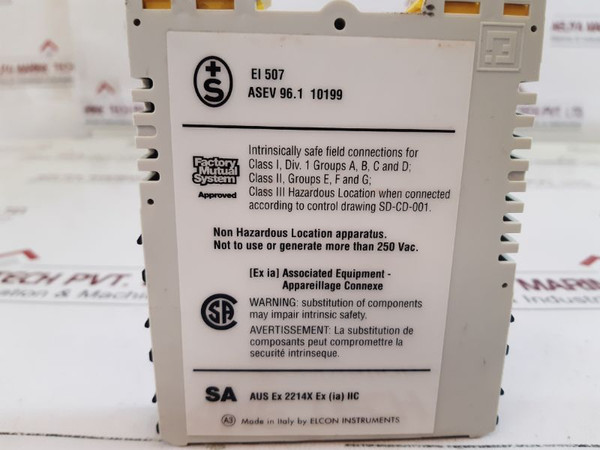 +
S
EI 507
ASEV 96.1 10199
Factory
Mutual
System
Approved
Intrinsically safe field connections for
Class I, Div. 1 Groups A, B, C and D;
Class II, Groups E, F and G;
Class III Hazardous Location when connected
according to control drawing SD-CD-001.
Non Hazardous Location apparatus.
Not to use or generate more than 250 Vac.
[Ex ia] Associated Equipment -
Appareillage Connexe
SA
WARNING: substitution of components
may impair intrinsic safety.
AVERTISSEMENT: La substitution de
composants peut compromettre la
securité intrinseque.
SA AUS Ex 2214X Ex (ia) IIC
A3 Made in Italy by ELCON INSTRUMENTS